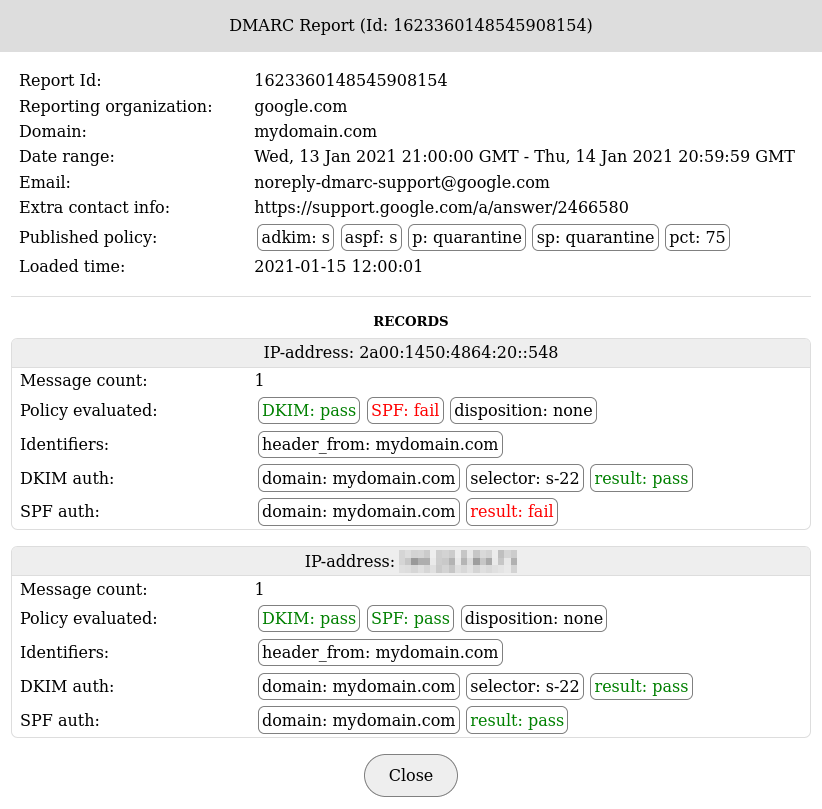 DMARC Report (Id: 1623360148545908154)
Report Id: 1623360148545908154
Reporting organization: google.com
Domain: mydomain.com
Date range: Wed, 13 Jan 2021 21:00:00 GMT - Thu, 14 Jan 2021 20:59:59 GMT
Email: noreply-dmarc-support@google.com
Extra contact info: https://support.google.com/a/answer/2466580
Published policy: adkim: s aspf: s p: quarantine sp: quarantine pct: 75
Loaded time: 2021-01-15 12:00:01
RECORDS
IP-address: 2a00:1450:4864:20::548
Message count: 1
Policy evaluated: DKIM: pass SPF: fail disposition: none
Identifiers: header_from: mydomain.com
DKIM auth: domain: mydomain.com selector: s-22 result: pass
SPF auth: domain: mydomain.com result: fail
IP-address:
Message count: 1
Policy evaluated: DKIM: pass SPF: pass disposition: none
Identifiers: header_from: mydomain.com
DKIM auth: domain: mydomain.com selector: s-22 result: pass
SPF auth: domain: mydomain.com result: pass
Close